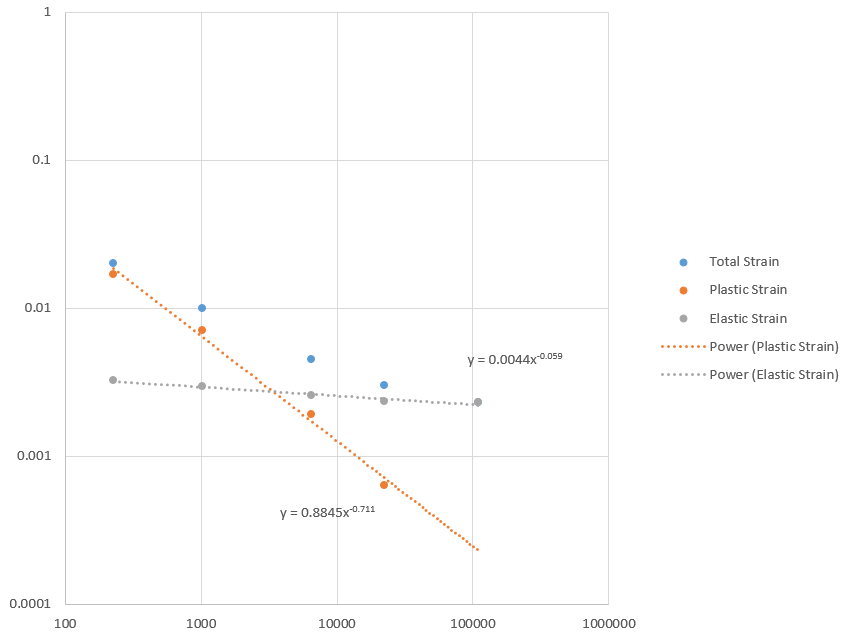 1
0.1
0.01
0.001
0.0001
100
1000
10000
100000
1000000
y = 0.0044x^-0.059
y = 0.8845x^-0.711
Total Strain
Plastic Strain
Elastic Strain
Power (Plastic Strain)
Power (Elastic Strain)